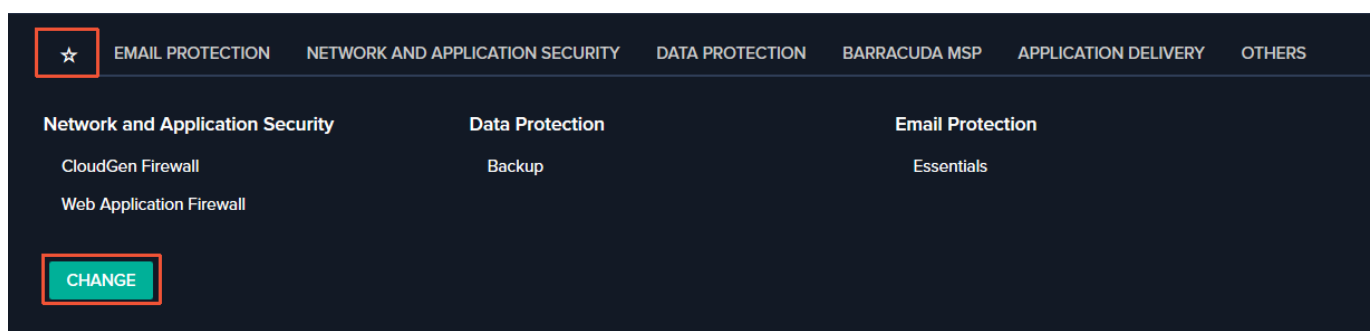 ☆ EMAIL PROTECTION NETWORK AND APPLICATION SECURITY DATA PROTECTION BARRACUDA MSP APPLICATION DELIVERY OTHERS
Network and Application Security Data Protection Email Protection
CloudGen Firewall Backup Essentials
Web Application Firewall
CHANGE